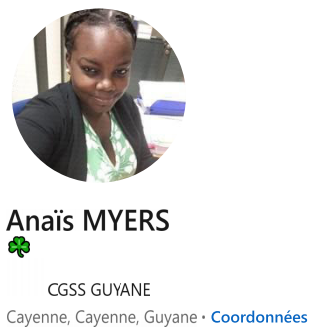 Anaïs MYERS
☘
CGSS GUYANE
Cayenne, Cayenne, Guyane · Coordonnées